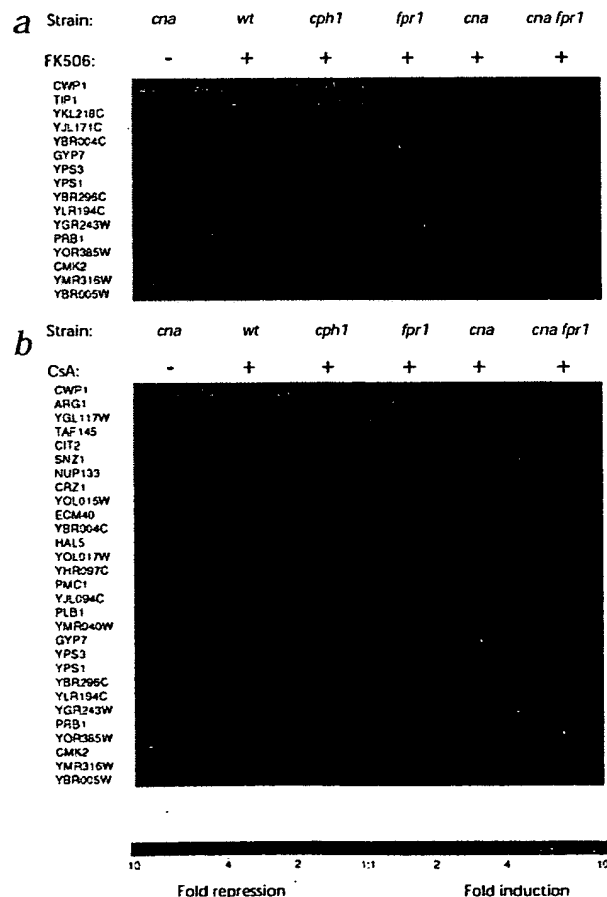 a Strain: cna wt cph1 fpr1 cna cna fpr1
FK506: - + + + + +
CWP1
TIP1
YKL218C
YJL171C
YBR004C
GYP7
YPS3
YPS1
YBR296C
YLR194C
YGR243W
PRB1
YOR385W
CMK2
YMR316W
YBR005W
b Strain: cna wt cph1 fpr1 cna cna fpr1
CsA: - + + + + +
CWP1
ARG1
YGL117W
TAF145
CIT2
SNZ1
NUP133
CRZ1
YOL015W
ECM40
YBR004C
HAL5
YOL017W
YHR097C
PMC1
YJL094C
PLB1
YMR040W
GYP7
YPS3
YPS1
YBR296C
YLR194C
YGR243W
PRB1
YOR385W
CMK2
YMR316W
YBR005W
10 4 2 1:1 2 4 10
Fold repression Fold induction